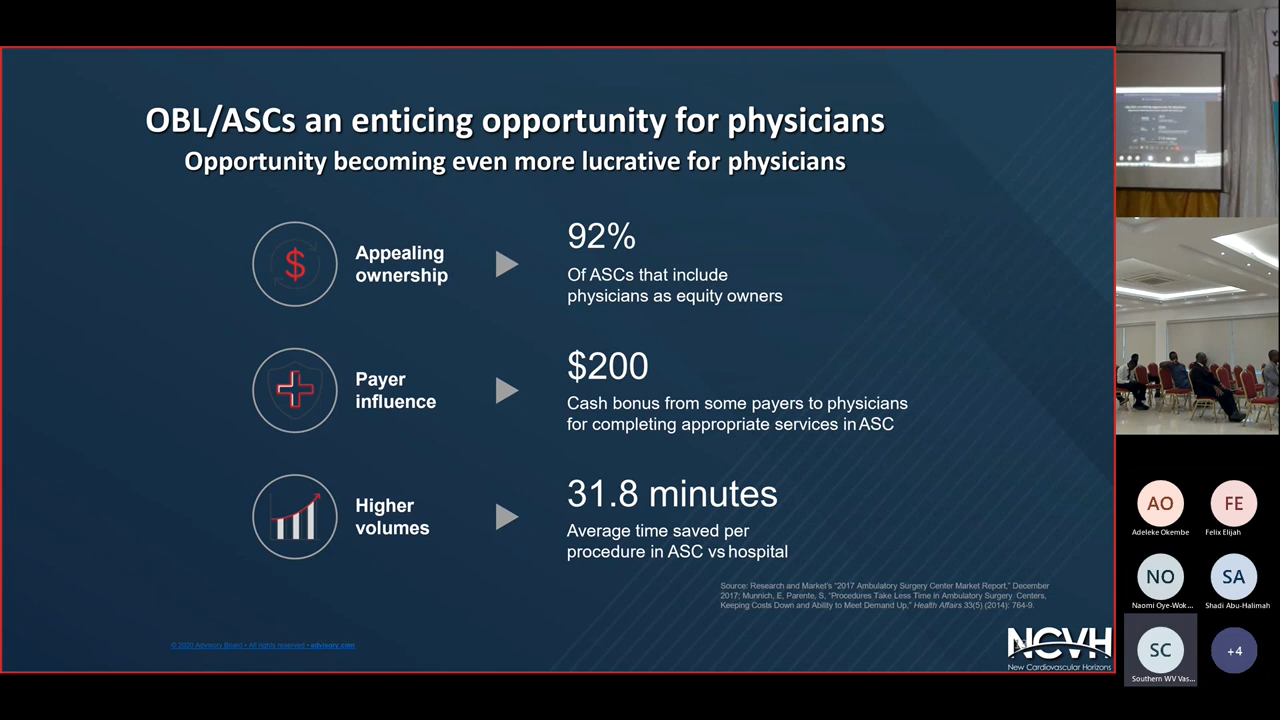 OBL/ASCs an enticing opportunity for physicians
Opportunity becoming even more lucrative for physicians
$
Appealing
ownership
92%
Of ASCs that include
physicians as equity owners
Payer
influence
$200
Cash bonus from some payers to physicians
for completing appropriate services in ASC
Higher
volumes
31.8 minutes
Average time saved per
procedure in ASC vs hospital
Source: Research and Market's "2017 Ambulatory Surgery Center Market Report," December
2017; Munnich, E, Parente, S, "Procedures Take Less Time in Ambulatory Surgery Centers,
Keeping Costs Down and Ability to Meet Demand Up," Health Affairs 33(5) (2014): 764-9.
© 2020 Advisory Board • All rights reserved • advisory.com
NCVH
New Cardiovascular Horizons
AO
Adeleke Okembe
FE
Felix Elijah
NO
Naomi Oye-Wok...
SA
Shadi Abu-Halimah
SC
Southern WV Vas...
+4